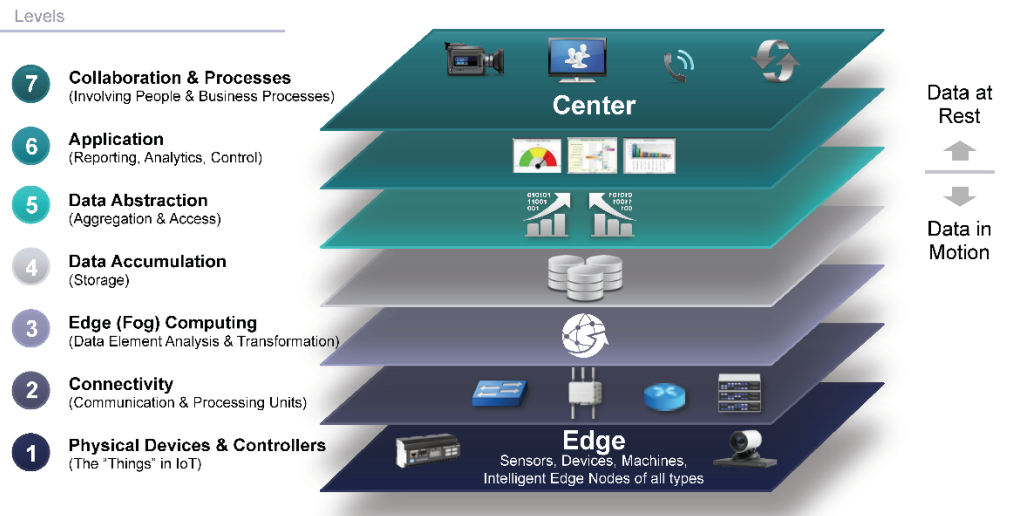 Levels
7
Collaboration & Processes
(Involving People & Business Processes)
6
Application
(Reporting, Analytics, Control)
5
Data Abstraction
(Aggregation & Access)
4
Data Accumulation
(Storage)
3
Edge (Fog) Computing
(Data Element Analysis & Transformation)
2
Connectivity
(Communication & Processing Units)
1
Physical Devices & Controllers
(The “Things” in IoT)
Center
010101
11001
001
Edge
Sensors, Devices, Machines,
Intelligent Edge Nodes of all types
Data at
Rest
Data in
Motion